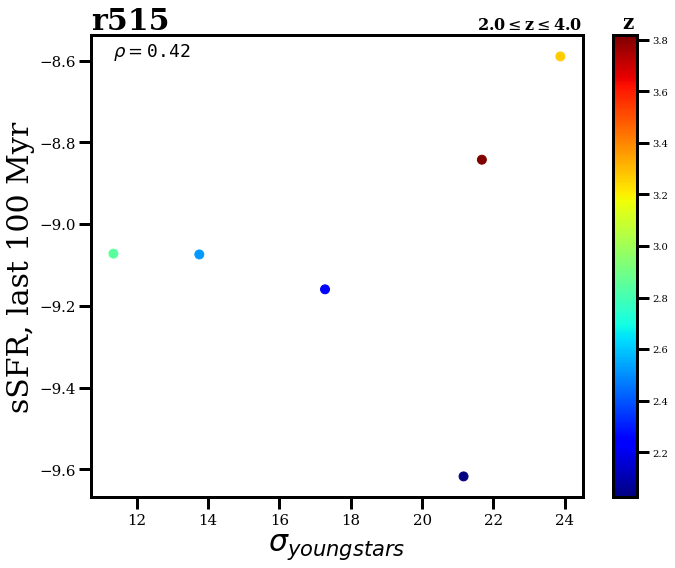 r515
2.0 ≤ z ≤ 4.0
z
ρ = 0.42
sSFR, last 100 Myr
−8.6
−8.8
−9.0
−9.2
−9.4
−9.6
12 14 16 18 20 22 24
σyoungstars
3.8
3.6
3.4
3.2
3.0
2.8
2.6
2.4
2.2